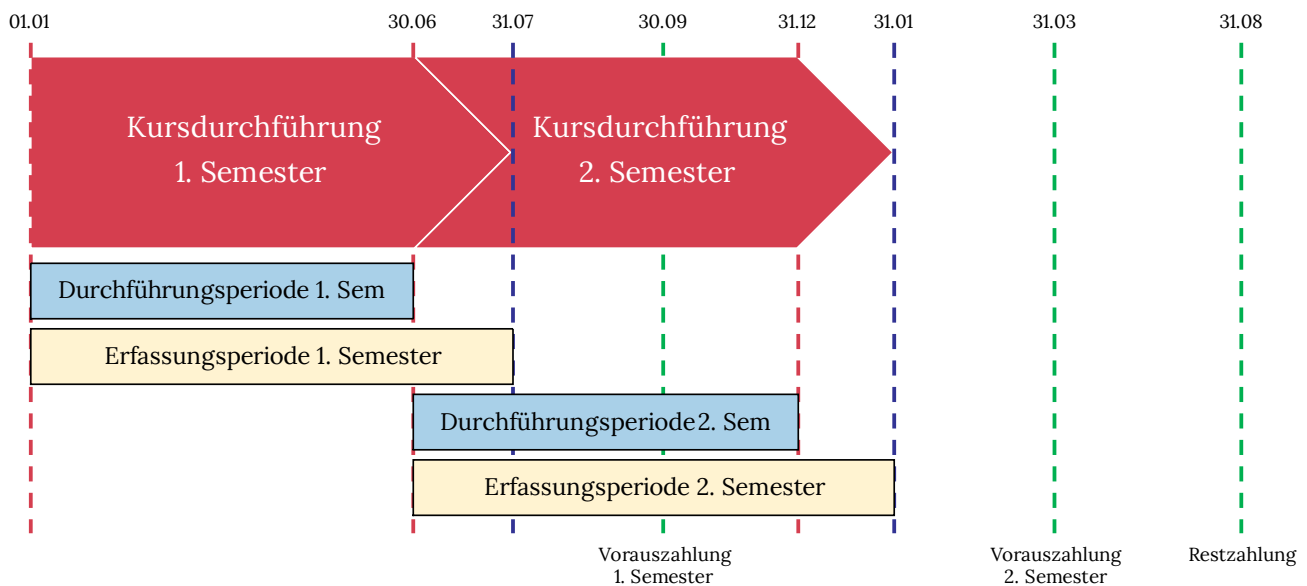 01.01 30.06 31.07 30.09 31.12 31.01 31.03 31.08
Kursdurchführung
1. Semester
Kursdurchführung
2. Semester
Durchführungsperiode 1. Sem
Erfassungsperiode 1. Semester
Durchführungsperiode 2. Sem
Erfassungsperiode 2. Semester
Vorauszahlung
1. Semester
Vorauszahlung
2. Semester
Restzahlung